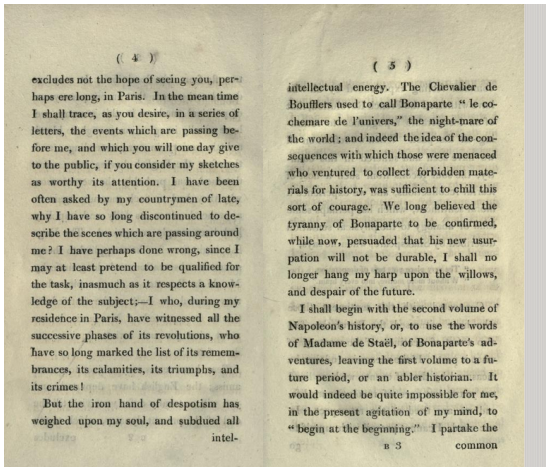 ( 4 )
excludes not the hope of seeing you, per-
haps ere long, in Paris. In the mean time
I shall trace, as you desire, in a series of
letters, the events which are passing be-
fore me, and which you will one day give
to the public, if you consider my sketches
as worthy its attention. I have been
often asked by my countrymen of late,
why I have so long discontinued to de-
scribe the scenes which are passing around
me? I have perhaps done wrong, since I
may at least pretend to be qualified for
the task, inasmuch as it respects a know-
ledge of the subject;—I who, during my
residence in Paris, have witnessed all the
successive phases of its revolutions, who
have so long marked the list of its remem-
brances, its calamities, its triumphs, and
its crimes!
But the iron hand of despotism has
weighed upon my soul, and subdued all
intel-
( 5 )
intellectual energy. The Chevalier de
Boufflers used to call Bonaparte “ le co-
chemare de l'univers,” the night-mare of
the world; and indeed the idea of the con-
sequences with which those were menaced
who ventured to collect forbidden mate-
rials for history, was sufficient to chill this
sort of courage. We long believed the
tyranny of Bonaparte to be confirmed,
while now, persuaded that his new usur-
pation will not be durable, I shall no
longer hang my harp upon the willows,
and despair of the future.
I shall begin with the second volume of
Napoleon's history, or, to use the words
of Madame de Staël, of Bonaparte's ad-
ventures, leaving the first volume to a fu-
ture period, or an abler historian. It
would indeed be quite impossible for me,
in the present agitation of my mind, to
“ begin at the beginning.” I partake the
B 3 common